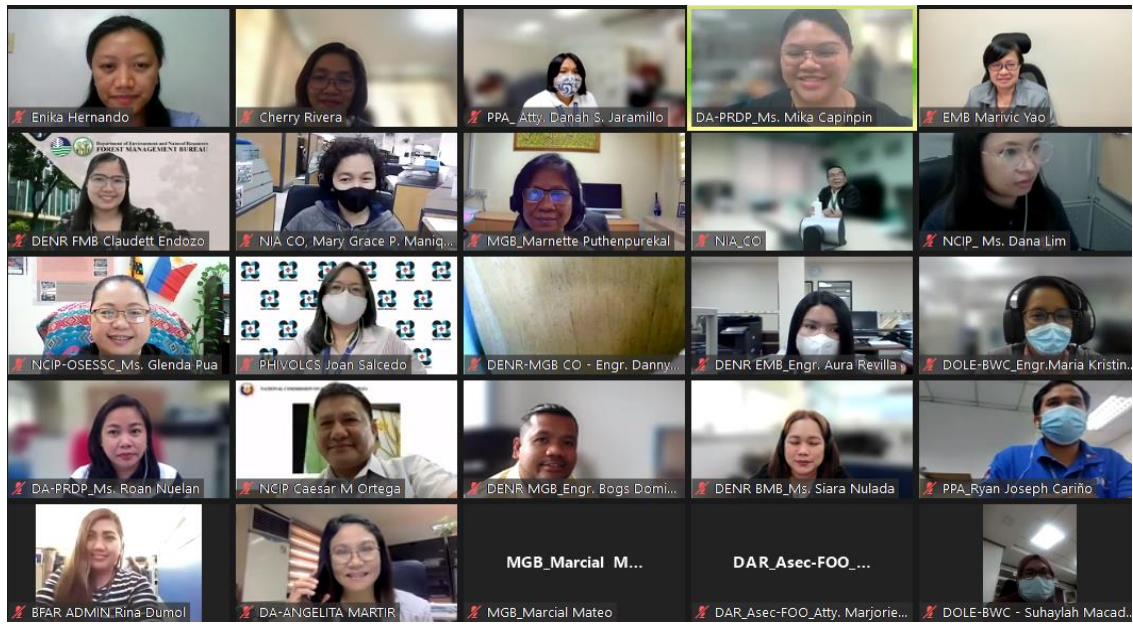 Enika Hernando
Cherry Rivera
PPA_ Atty. Danah S. Jaramillo
DA-PRDP_Ms. Mika Capinpin
EMB Marivic Yao
Department of Environment and Natural Resources
FOREST MANAGEMENT BUREAU
DENR FMB Claudett Endozo
NIA CO, Mary Grace P. Maniq...
MGB_Marnette Puthenpurekal
NIA_CO
NCIP_ Ms. Dana Lim
NCIP-OSESSC_Ms. Glenda Pua
PHIVOLCS Joan Salcedo
DENR-MGB CO - Engr. Danny...
DENR EMB_Engr. Aura Revilla
DOLE-BWC_Engr.Maria Kristin...
DA-PRDP_Ms. Roan Nuelan
NCIP Caesar M Ortega
DENR MGB_Engr. Bogs Domi...
DENR BMB_Ms. Siara Nulada
PPA_Ryan Joseph Cariño
BFAR ADMIN Rina Dumol
DA-ANGELITA MARTIR
MGB_Marcial M...
MGB_Marcial Mateo
DAR_Asec-FOO_...
DAR_Asec-FOO_Atty. Marjorie...
DOLE-BWC - Suhaylah Macad...